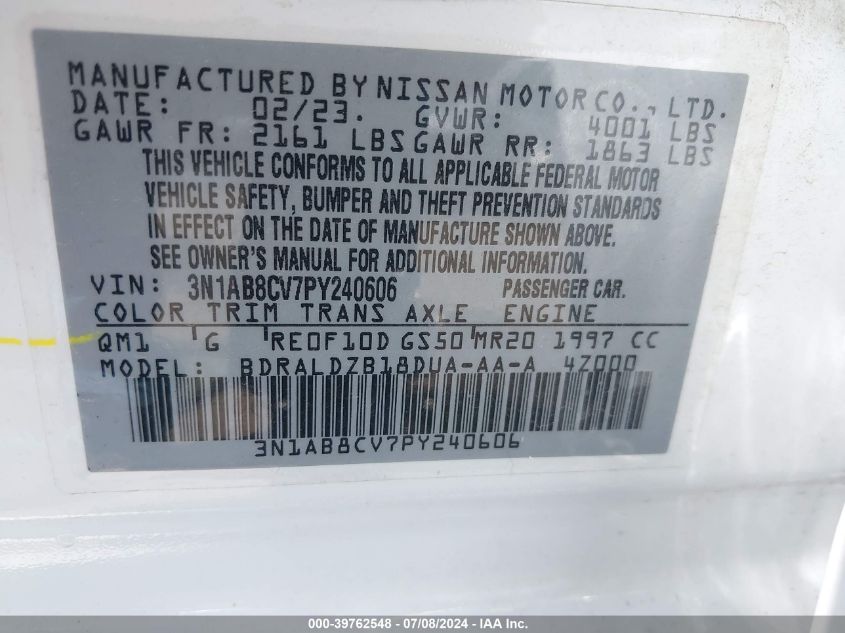 MANUFACTURED BY NISSAN MOTOR CO., LTD.
DATE: 02/23. GVWR: 4001 LBS
GAWR FR: 2161 LBS GAWR RR: 1863 LBS
THIS VEHICLE CONFORMS TO ALL APPLICABLE FEDERAL MOTOR
VEHICLE SAFETY, BUMPER AND THEFT PREVENTION STANDARDS
IN EFFECT ON THE DATE OF MANUFACTURE SHOWN ABOVE.
SEE OWNER'S MANUAL FOR ADDITIONAL INFORMATION.
VIN: 3N1AB8CV7PY240606 PASSENGER CAR.
COLOR TRIM TRANS AXLE ENGINE
QM1 G RE0F10D GS50 MR20 1997 CC
MODEL: BDRALDZB18DUA-AA-A 4Z000
3N1AB8CV7PY240606
000-39762548 | 07/08/2024 - IAA Inc.